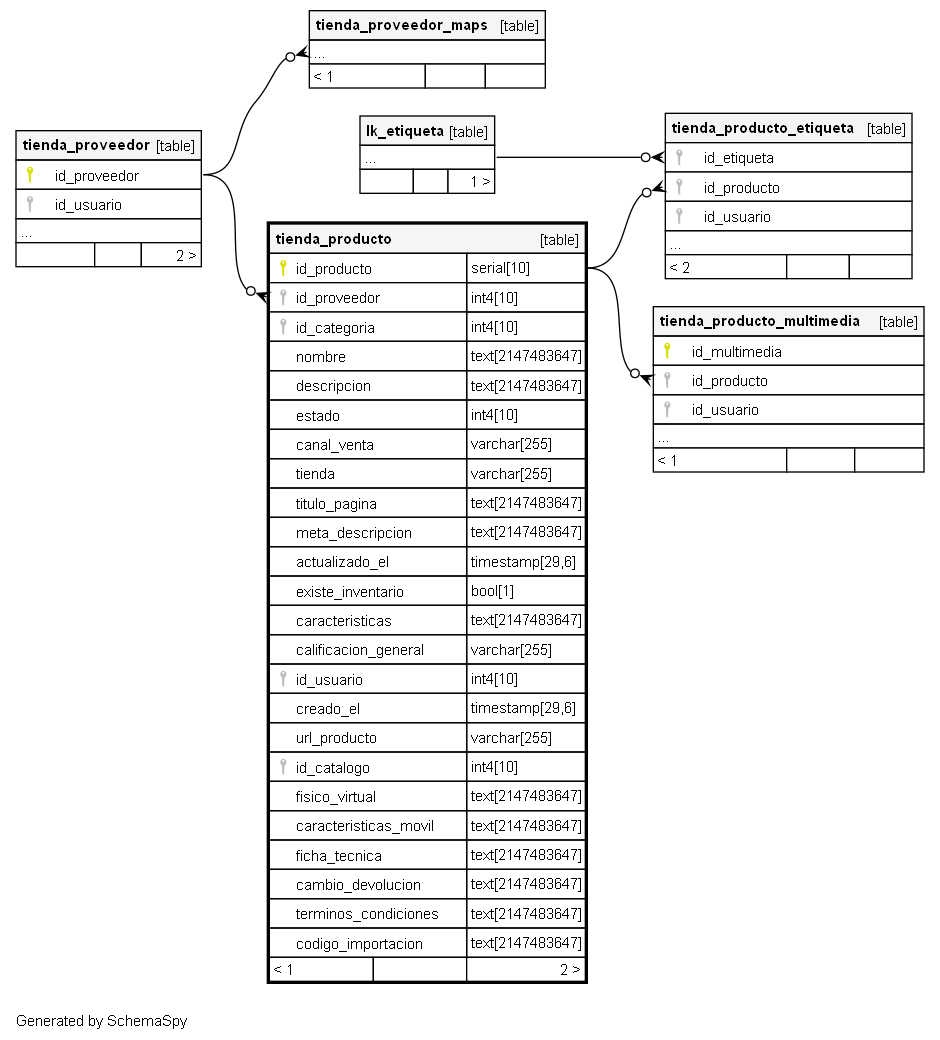 tienda_proveedor_maps [table]
...
< 1
tienda_proveedor [table]
id_proveedor
id_usuario
...
2 >
lk_etiqueta [table]
...
1 >
tienda_producto_etiqueta [table]
id_etiqueta
id_producto
id_usuario
...
< 2
tienda_producto [table]
id_producto serial[10]
id_proveedor int4[10]
id_categoria int4[10]
nombre text[2147483647]
descripcion text[2147483647]
estado int4[10]
canal_venta varchar[255]
tienda varchar[255]
titulo_pagina text[2147483647]
meta_descripcion text[2147483647]
actualizado_el timestamp[29,6]
existe_inventario bool[1]
caracteristicas text[2147483647]
calificacion_general varchar[255]
id_usuario int4[10]
creado_el timestamp[29,6]
url_producto varchar[255]
id_catalogo int4[10]
fisico_virtual text[2147483647]
caracteristicas_movil text[2147483647]
ficha_tecnica text[2147483647]
cambio_devolucion text[2147483647]
terminos_condiciones text[2147483647]
codigo_importacion text[2147483647]
< 1 2 >
tienda_producto_multimedia [table]
id_multimedia
id_producto
id_usuario
...
< 1
Generated by SchemaSpy